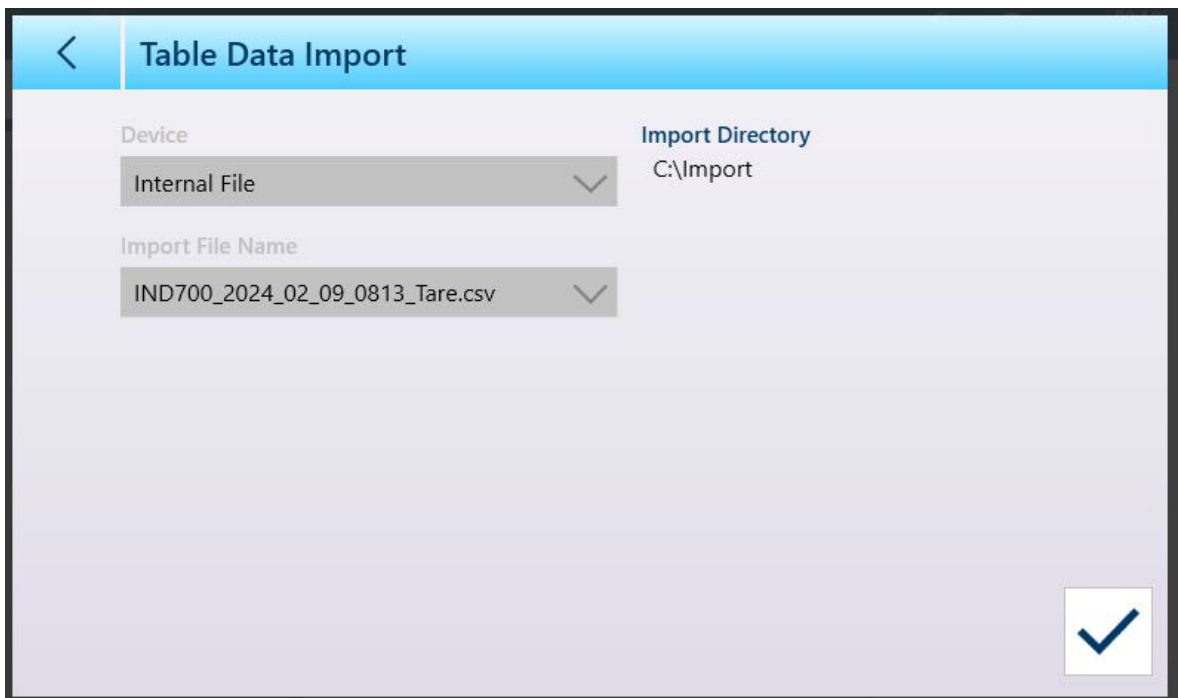 Table Data Import
Device
Import Directory
Internal File
C:\Import
Import File Name
IND700_2024_02_09_0813_Tare.csv